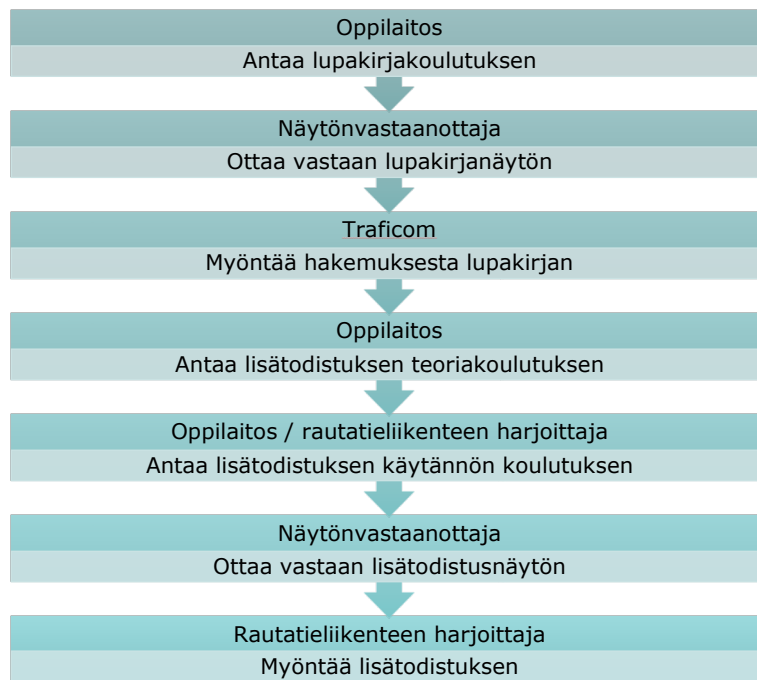 Oppilaitos
Antaa lupakirjakoulutuksen
Näytönvastaanottaja
Ottaa vastaan lupakirjanäytön
Traficom
Myöntää hakemuksesta lupakirjan
Oppilaitos
Antaa lisätodistuksen teoriakoulutuksen
Oppilaitos / rautatieliikenteen harjoittaja
Antaa lisätodistuksen käytännön koulutuksen
Näytönvastaanottaja
Ottaa vastaan lisätodistusnäytön
Rautatieliikenteen harjoittaja
Myöntää lisätodistuksen